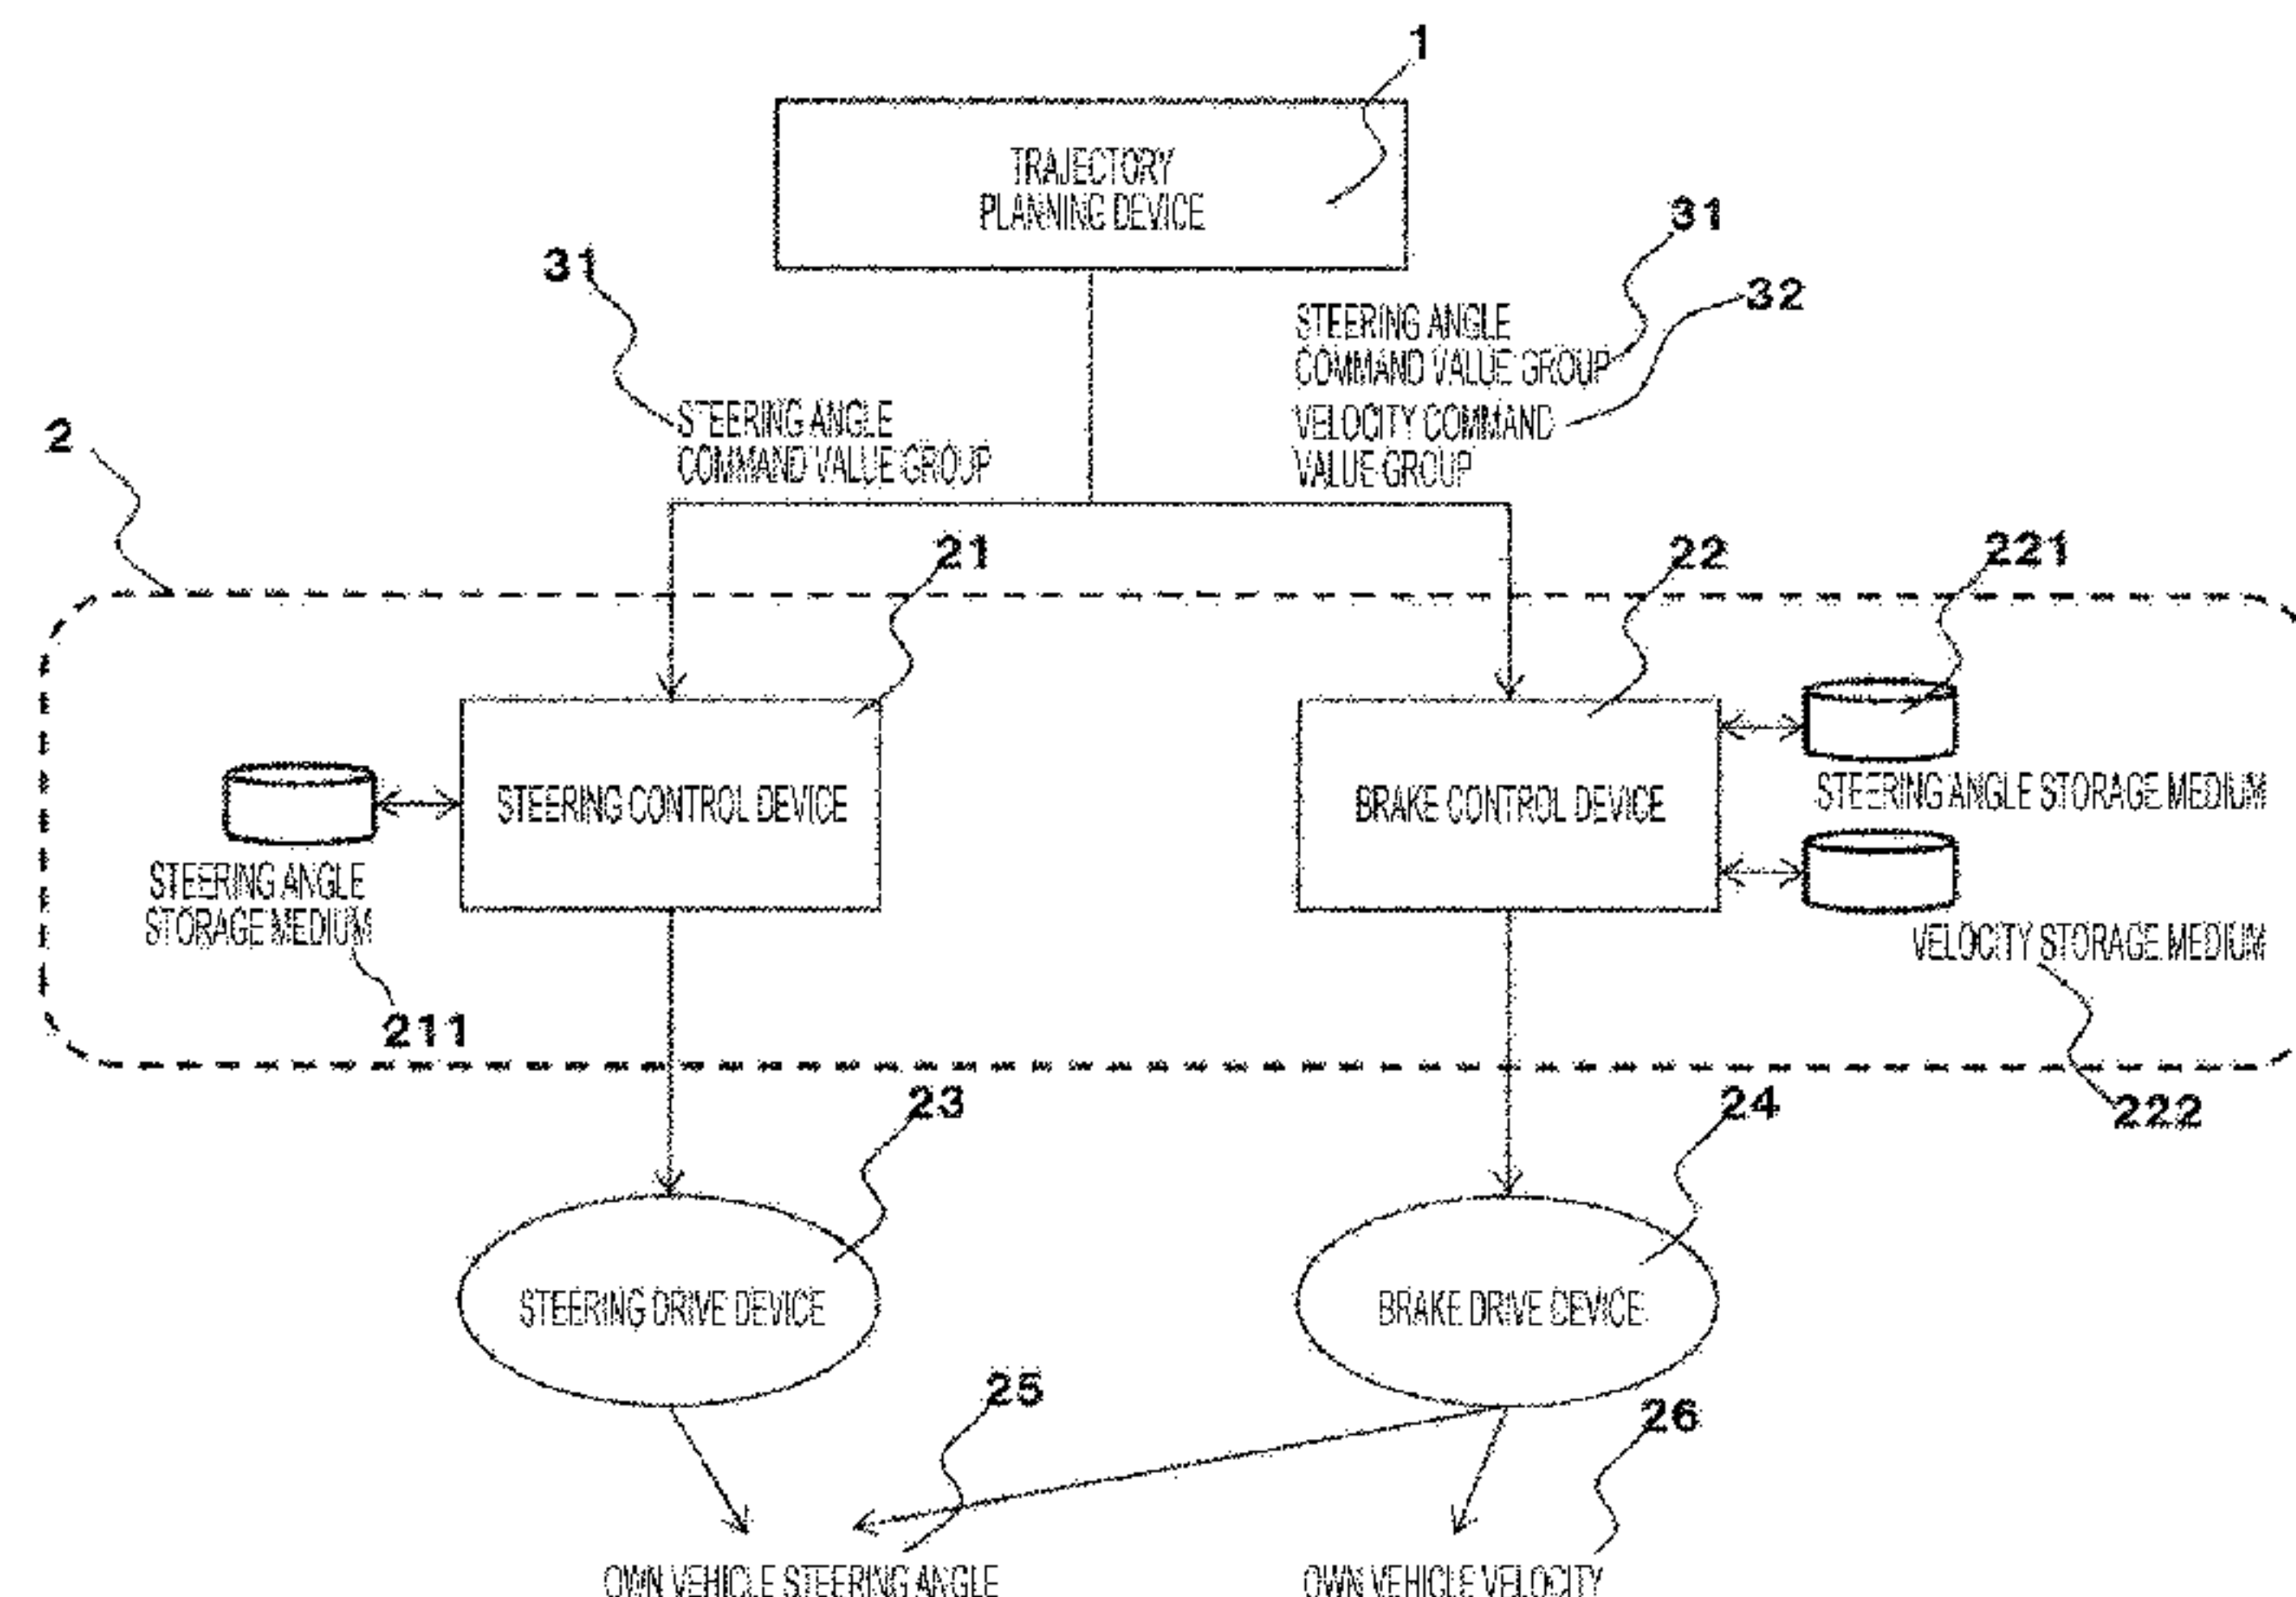 1
TRAJECTORY
PLANNING DEVICE
31
31
32
STEERING ANGLE
COMMAND VALUE GROUP
VELOCITY COMMAND
VALUE GROUP
STEERING ANGLE
COMMAND VALUE GROUP
2
21
22
221
STEERING CONTROL DEVICE
BRAKE CONTROL DEVICE
STEERING ANGLE STORAGE MEDIUM
STEERING ANGLE
STORAGE MEDIUM
VELOCITY STORAGE MEDIUM
211
222
23
24
STEERING DRIVE DEVICE
BRAKE DRIVE DEVICE
25
26
OWN VEHICLE STEERING ANGLE
OWN VEHICLE VELOCITY